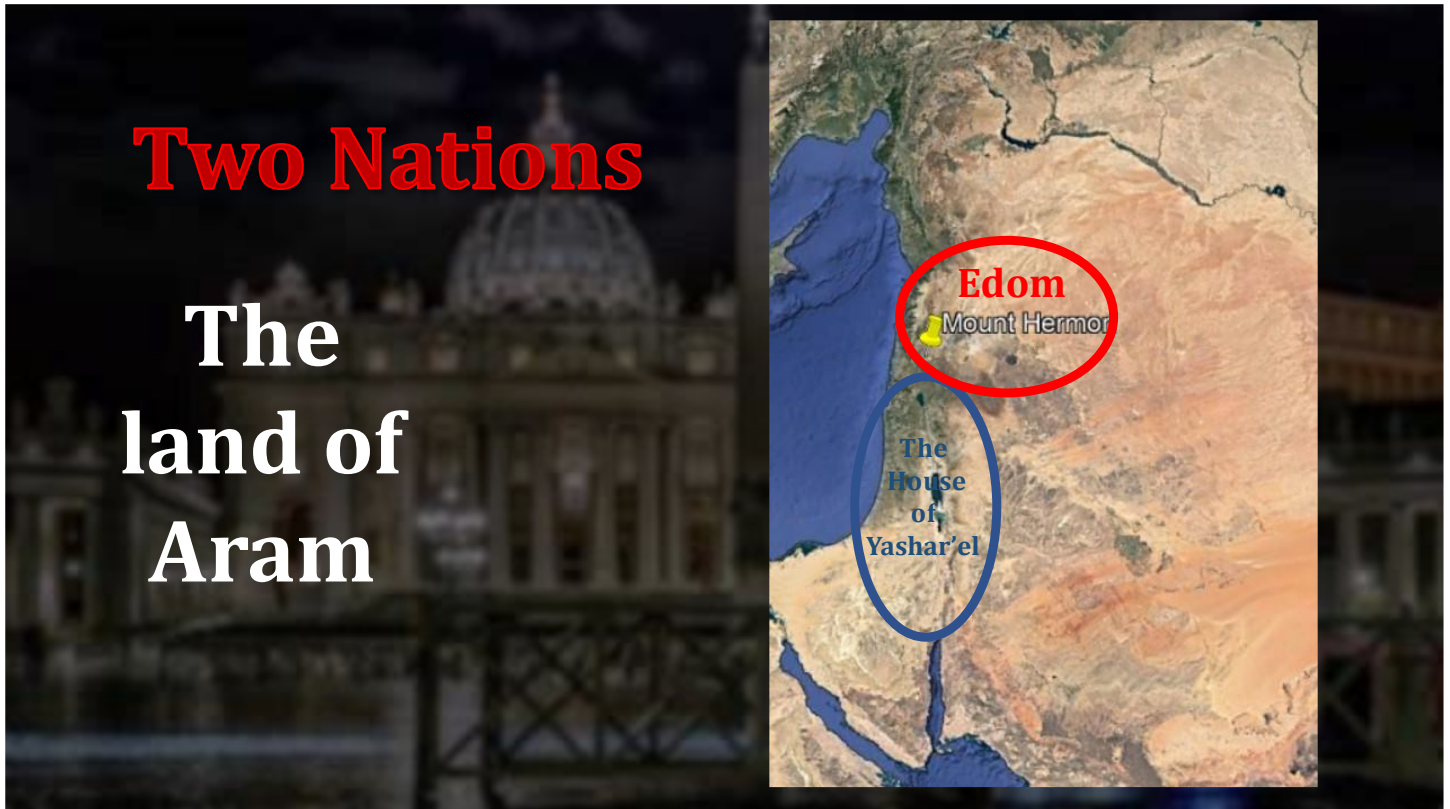 Two Nations
The
land of
Aram
Edom
Mount Hermon
The
House
of
Yashar'el